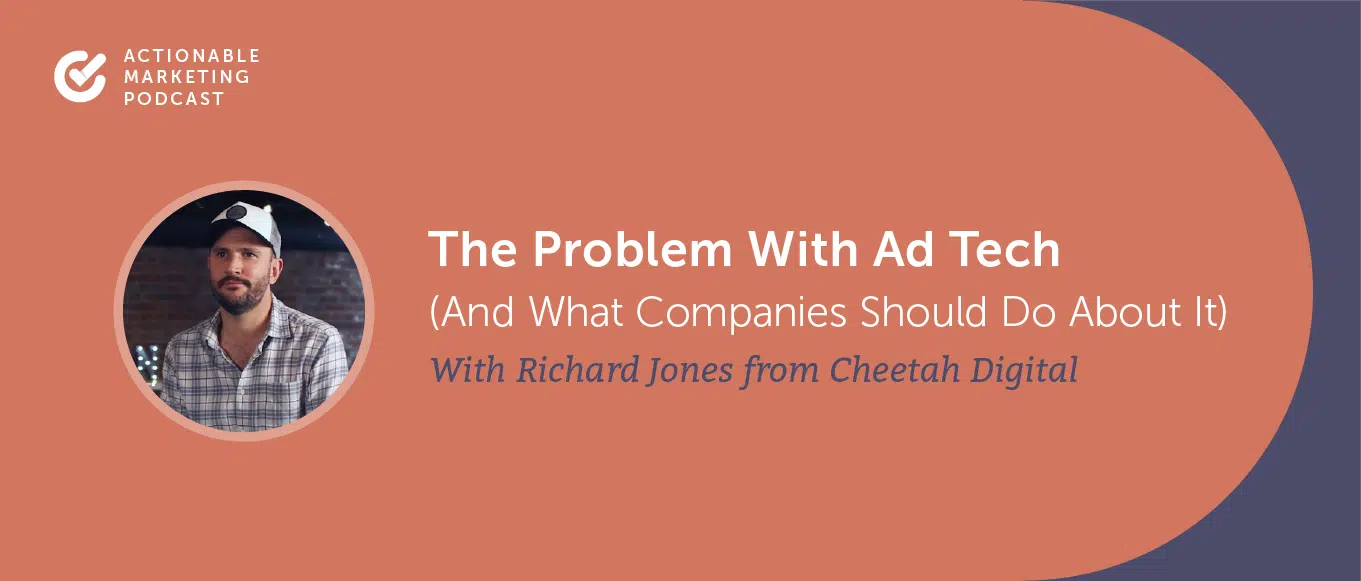 ACTIONABLE
MARKETING
PODCAST
The Problem With Ad Tech
(And What Companies Should Do About It)
With Richard Jones from Cheetah Digital